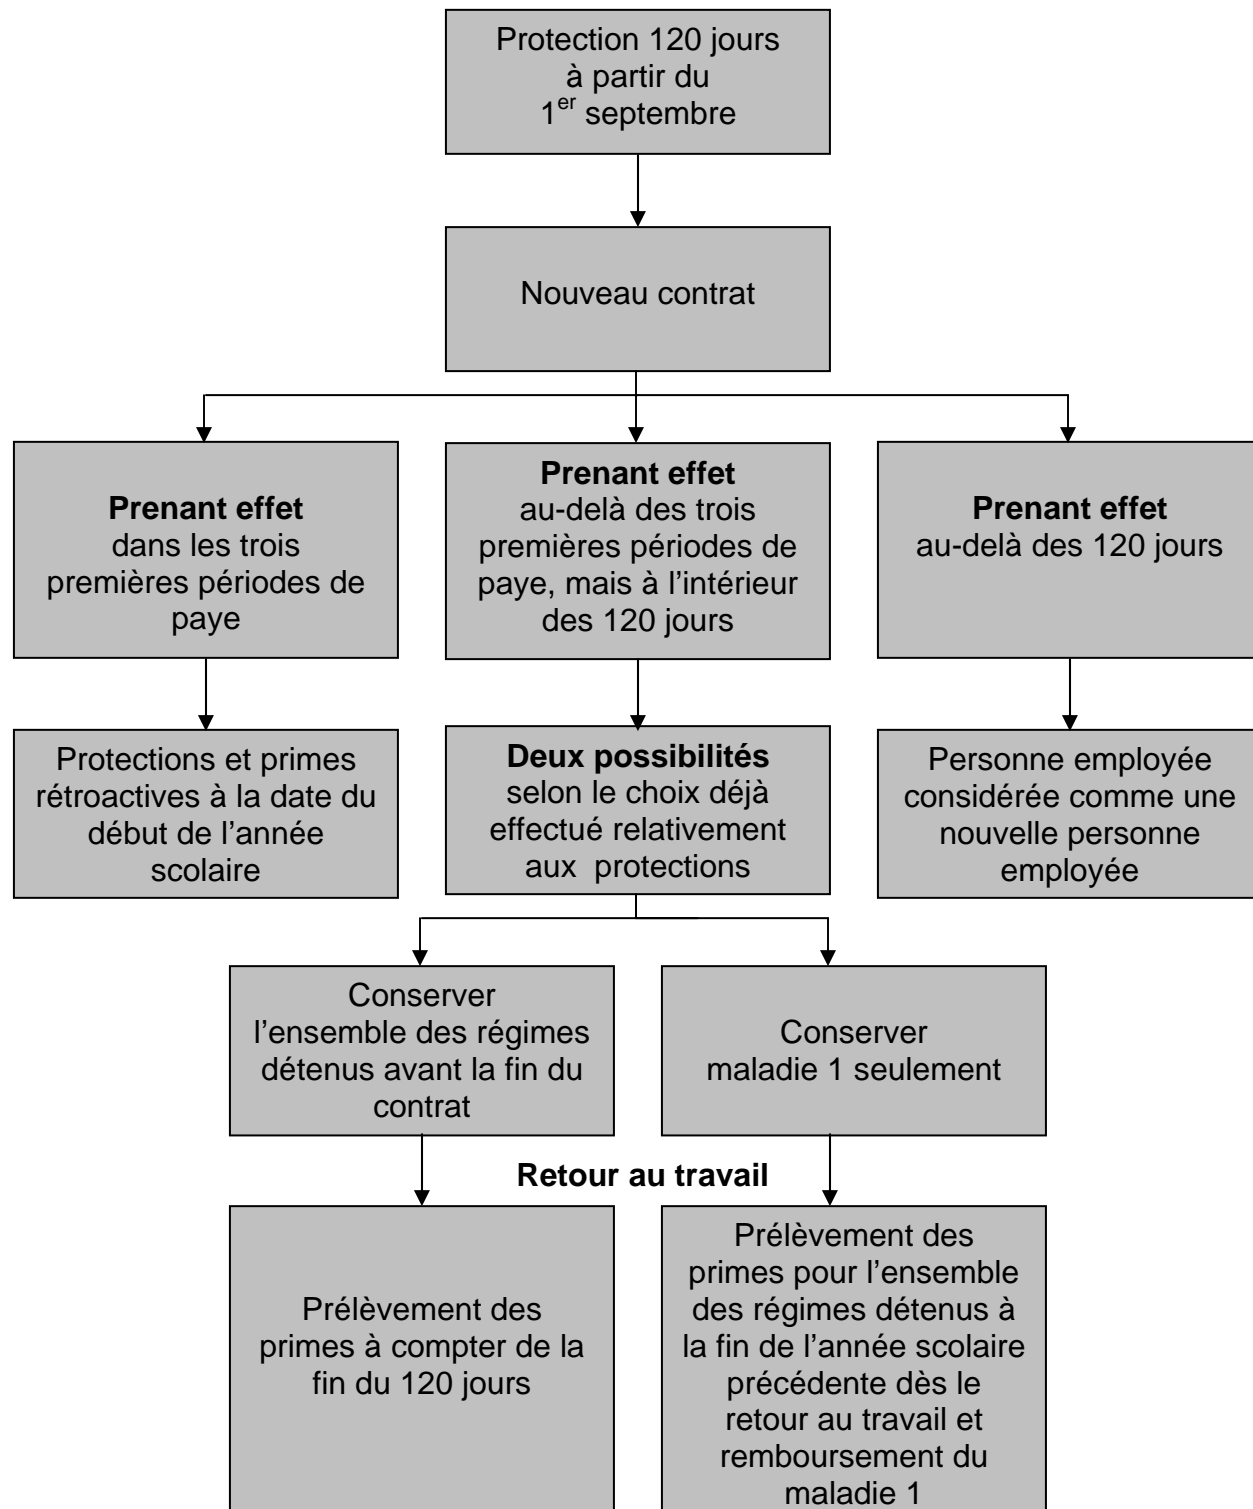 Protection 120 jours
à partir du
1er septembre
Nouveau contrat
Prenant effet
dans les trois
premières périodes de
paye
Prenant effet
au-delà des trois
premières périodes de
paye, mais à l’intérieur
des 120 jours
Prenant effet
au-delà des 120 jours
Protections et primes
rétroactives à la date du
début de l’année
scolaire
Deux possibilités
selon le choix déjà
effectué relativement
aux protections
Personne employée
considérée comme une
nouvelle personne
employée
Conserver
l’ensemble des régimes
détenus avant la fin du
contrat
Conserver
maladie 1 seulement
Retour au travail
Prélèvement des
primes à compter de la
fin du 120 jours
Prélèvement des
primes pour l’ensemble
des régimes détenus à
la fin de l’année scolaire
précédente dès le
retour au travail et
remboursement du
maladie 1